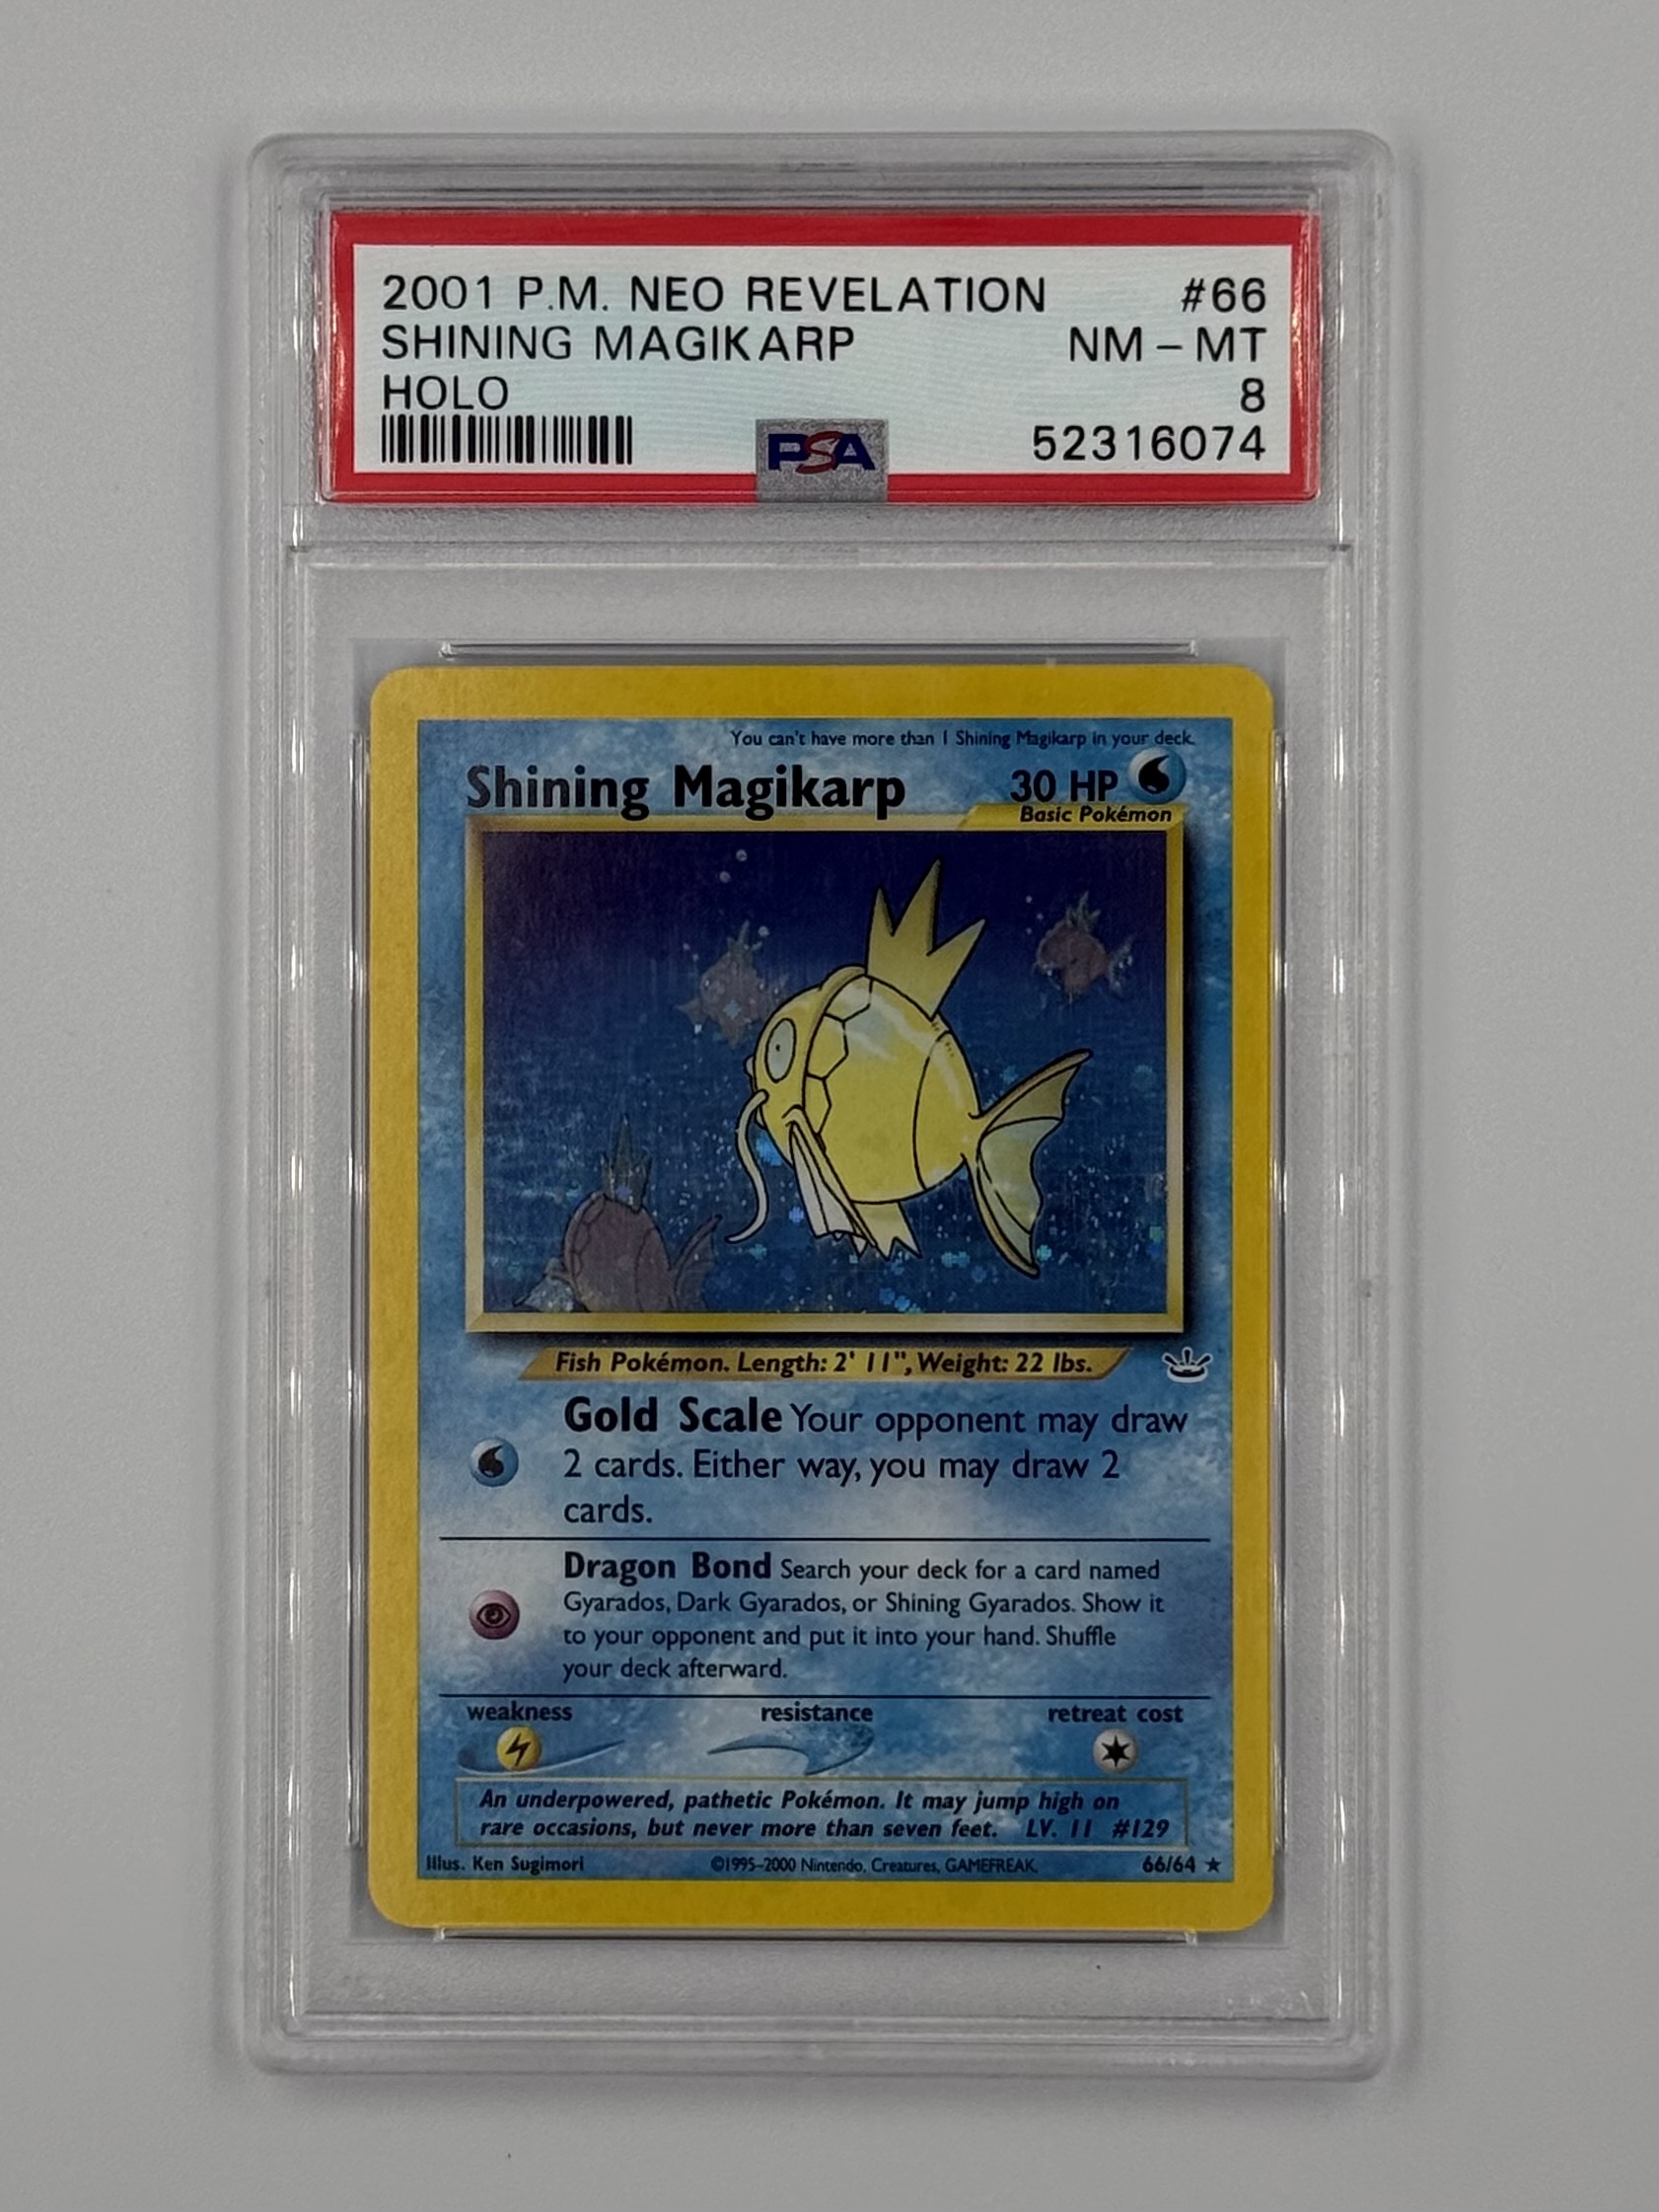 2001 P.M. NEO REVELATION #66
SHINING MAGIKARP NM - MT
HOLO 8
PSA 52316074
You can't have more than 1 Shining Magikarp in your deck.
Shining Magikarp 30 HP
Basic Pokémon
Fish Pokémon. Length: 2' 11", Weight: 22 lbs.
Gold Scale Your opponent may draw
2 cards. Either way, you may draw 2
cards.
Dragon Bond Search your deck for a card named
Gyarados, Dark Gyarados, or Shining Gyarados. Show it
to your opponent and put it into your hand. Shuffle
your deck afterward.
weakness resistance retreat cost
An underpowered, pathetic Pokémon. It may jump high on
rare occasions, but never more than seven feet. LV. 11 #129
Illus. Ken Sugimori ©1995-2000 Nintendo, Creatures, GAMEFREAK. 66/64 ★